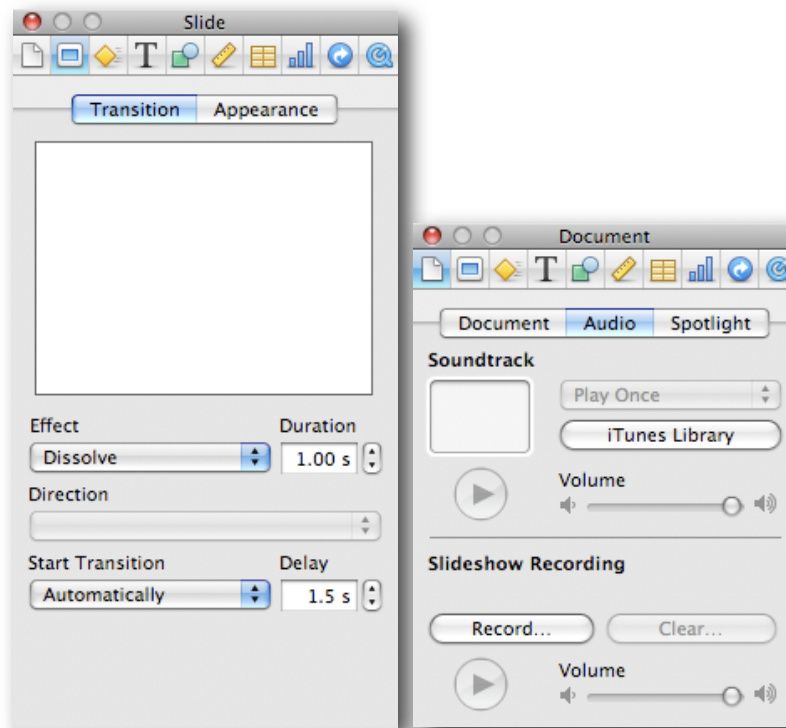 Slide
T
Transition Appearance
Effect Duration
Dissolve 1.00 s
Direction
Start Transition Delay
Automatically 1.5 s
Document
T
Document Audio Spotlight
Soundtrack
Play Once
iTunes Library
Volume
Slideshow Recording
Record... Clear...
Volume